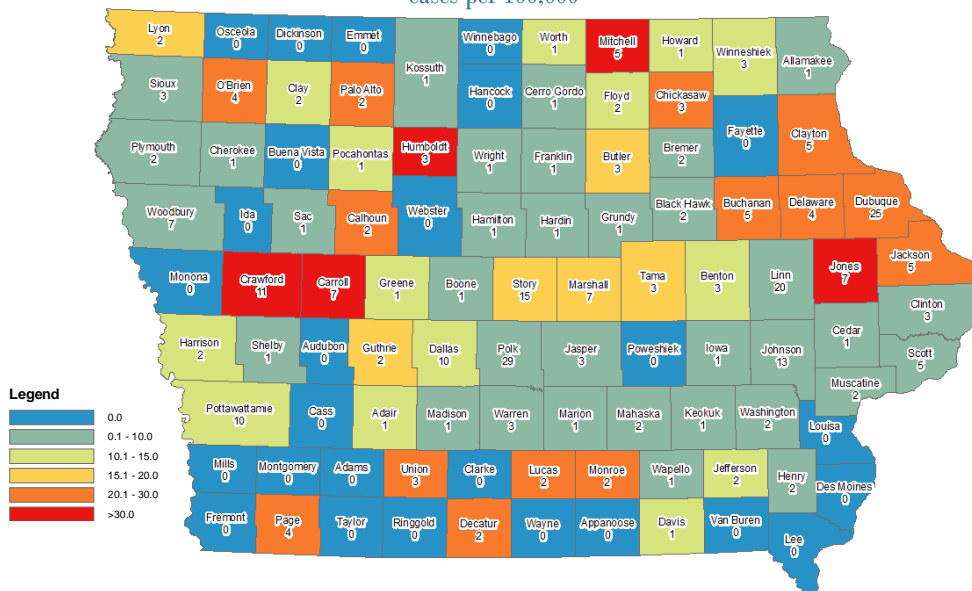 cases per 100,000
Lyon
2
Osceola
0
Dickinson
0
Emmet
0
Kossuth
1
Winnebago
0
Worth
1
Mitchell
5
Howard
1
Winneshiek
3
Allamakee
1
Sioux
3
O'Brien
4
Clay
2
Palo Alto
2
Hancock
0
Cerro Gordo
1
Floyd
2
Chickasaw
3
Fayette
0
Clayton
5
Plymouth
2
Cherokee
1
Buena Vista
0
Pocahontas
1
Humboldt
3
Wright
1
Franklin
1
Butler
3
Bremer
2
Woodbury
7
Ida
0
Sac
1
Calhoun
2
Webster
0
Hamilton
1
Hardin
1
Grundy
1
Black Hawk
2
Buchanan
5
Delaware
4
Dubuque
25
Monona
0
Crawford
11
Carroll
7
Greene
1
Boone
1
Story
15
Marshall
7
Tama
3
Benton
3
Linn
20
Jones
7
Jackson
5
Clinton
3
Harrison
2
Shelby
1
Audubon
0
Guthrie
2
Dallas
10
Polk
29
Jasper
3
Poweshiek
0
Iowa
1
Johnson
13
Cedar
1
Scott
5
Muscatine
2
Legend
0.0
0.1 - 10.0
10.1 - 15.0
15.1 - 20.0
20.1 - 30.0
>30.0
Pottawattamie
10
Cass
0
Adair
1
Madison
1
Warren
3
Marion
1
Mahaska
2
Keokuk
1
Washington
2
Louisa
0
Mills
0
Montgomery
0
Adams
0
Union
3
Clarke
0
Lucas
2
Monroe
2
Wapello
1
Jefferson
2
Henry
2
Des Moines
0
Fremont
0
Page
4
Taylor
0
Ringgold
0
Decatur
2
Wayne
0
Appanoose
0
Davis
1
Van Buren
0
Lee
0